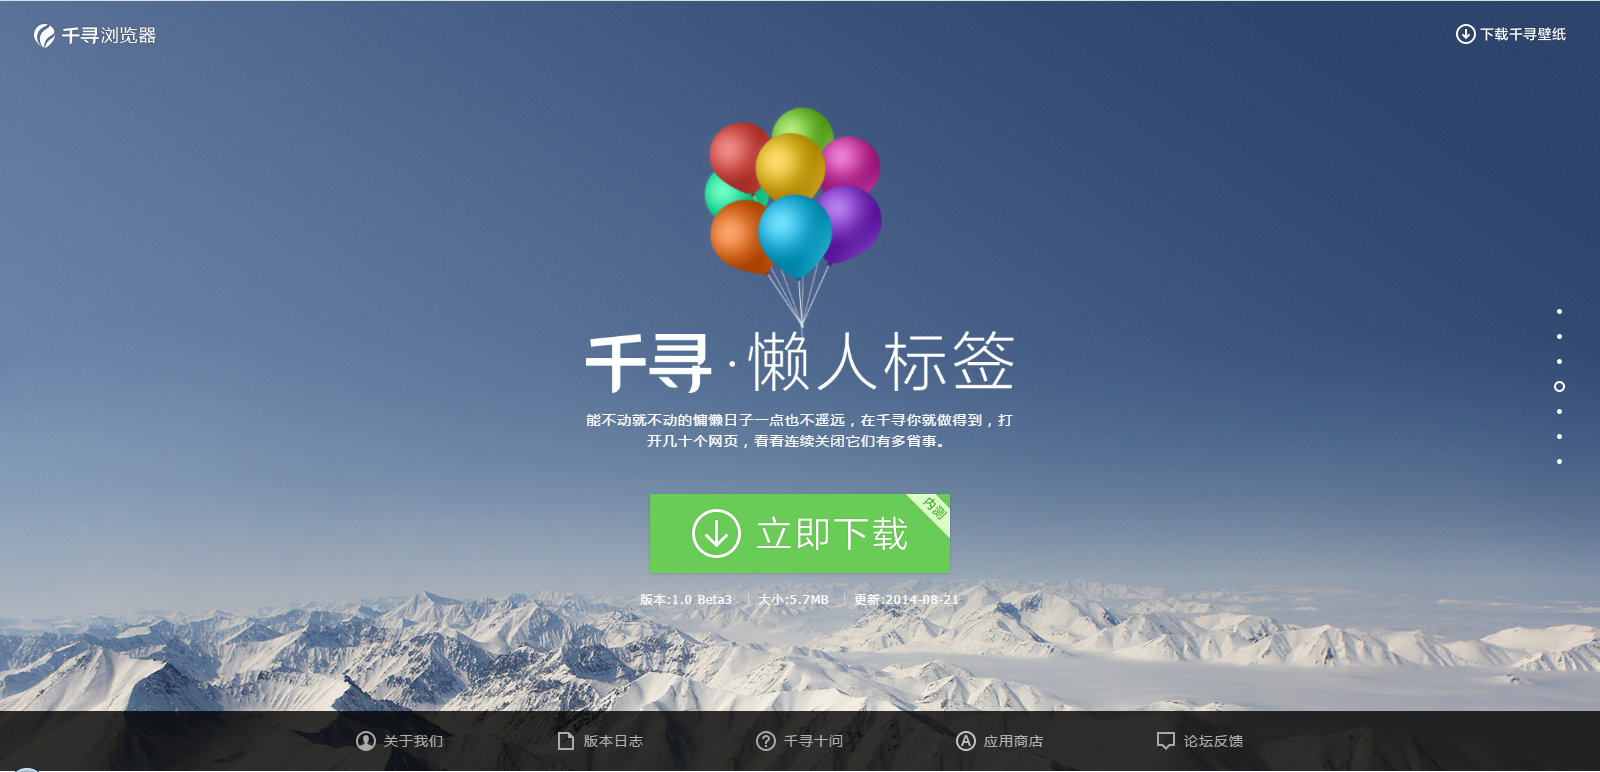 千寻浏览器
下载千寻壁纸
千寻·懒人标签
能不动就不动的慵懒日子一点也不遥远，在千寻你就做得到，打
开几十个网页，看看连续关闭它们有多省事。
立即下载
内测
版本:1.0 Beta3 大小:5.7MB 更新:2014-08-21
关于我们 版本日志 千寻十问 应用商店 论坛反馈